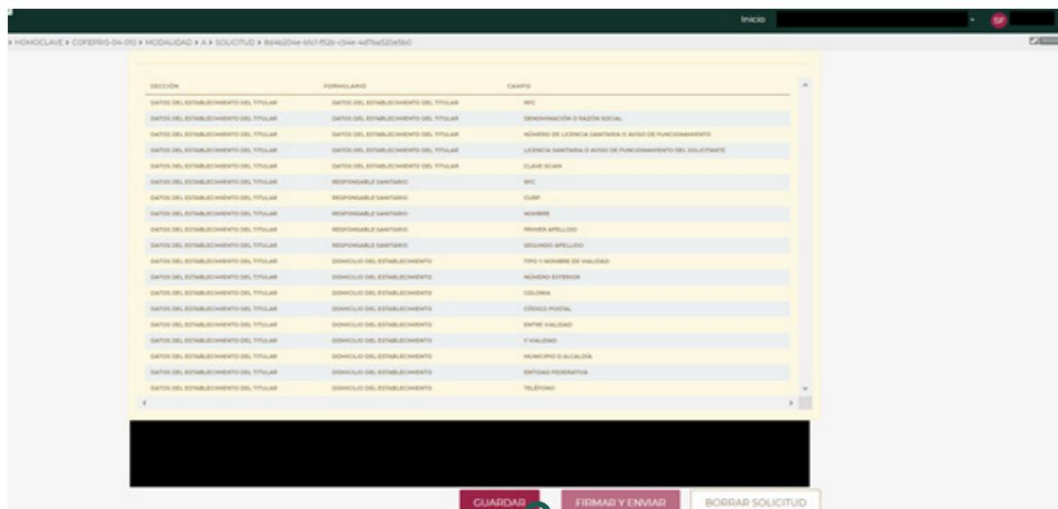 Inicio
SF
HOMOCLAVE COFEPRIS-04-010 MODALIDAD A SOLICITUD
SECCIÓN FORMULARIO CAMPO
DATOS DEL ESTABLECIMIENTO DEL TITULAR DATOS DEL ESTABLECIMIENTO DEL TITULAR RFC
DATOS DEL ESTABLECIMIENTO DEL TITULAR DATOS DEL ESTABLECIMIENTO DEL TITULAR DENOMINACIÓN O RAZÓN SOCIAL
DATOS DEL ESTABLECIMIENTO DEL TITULAR DATOS DEL ESTABLECIMIENTO DEL TITULAR NÚMERO DE LICENCIA SANITARIA O AVISO DE FUNCIONAMIENTO
DATOS DEL ESTABLECIMIENTO DEL TITULAR DATOS DEL ESTABLECIMIENTO DEL TITULAR LICENCIA SANITARIA O AVISO DE FUNCIONAMIENTO DEL SOLICITANTE
DATOS DEL ESTABLECIMIENTO DEL TITULAR DATOS DEL ESTABLECIMIENTO DEL TITULAR CLAVE SCIAN
DATOS DEL ESTABLECIMIENTO DEL TITULAR RESPONSABLE SANITARIO RFC
DATOS DEL ESTABLECIMIENTO DEL TITULAR RESPONSABLE SANITARIO CURP
DATOS DEL ESTABLECIMIENTO DEL TITULAR RESPONSABLE SANITARIO NOMBRE
DATOS DEL ESTABLECIMIENTO DEL TITULAR RESPONSABLE SANITARIO PRIMER APELLIDO
DATOS DEL ESTABLECIMIENTO DEL TITULAR RESPONSABLE SANITARIO SEGUNDO APELLIDO
DATOS DEL ESTABLECIMIENTO DEL TITULAR DOMICILIO DEL ESTABLECIMIENTO TIPO Y NOMBRE DE VIALIDAD
DATOS DEL ESTABLECIMIENTO DEL TITULAR DOMICILIO DEL ESTABLECIMIENTO NÚMERO EXTERIOR
DATOS DEL ESTABLECIMIENTO DEL TITULAR DOMICILIO DEL ESTABLECIMIENTO COLONIA
DATOS DEL ESTABLECIMIENTO DEL TITULAR DOMICILIO DEL ESTABLECIMIENTO CÓDIGO POSTAL
DATOS DEL ESTABLECIMIENTO DEL TITULAR DOMICILIO DEL ESTABLECIMIENTO ENTRE VIALIDAD
DATOS DEL ESTABLECIMIENTO DEL TITULAR DOMICILIO DEL ESTABLECIMIENTO Y VIALIDAD
DATOS DEL ESTABLECIMIENTO DEL TITULAR DOMICILIO DEL ESTABLECIMIENTO MUNICIPIO O ALCALDÍA
DATOS DEL ESTABLECIMIENTO DEL TITULAR DOMICILIO DEL ESTABLECIMIENTO ENTIDAD FEDERATIVA
DATOS DEL ESTABLECIMIENTO DEL TITULAR DOMICILIO DEL ESTABLECIMIENTO TELÉFONO
GUARDAR FIRMAR Y ENVIAR BORRAR SOLICITUD